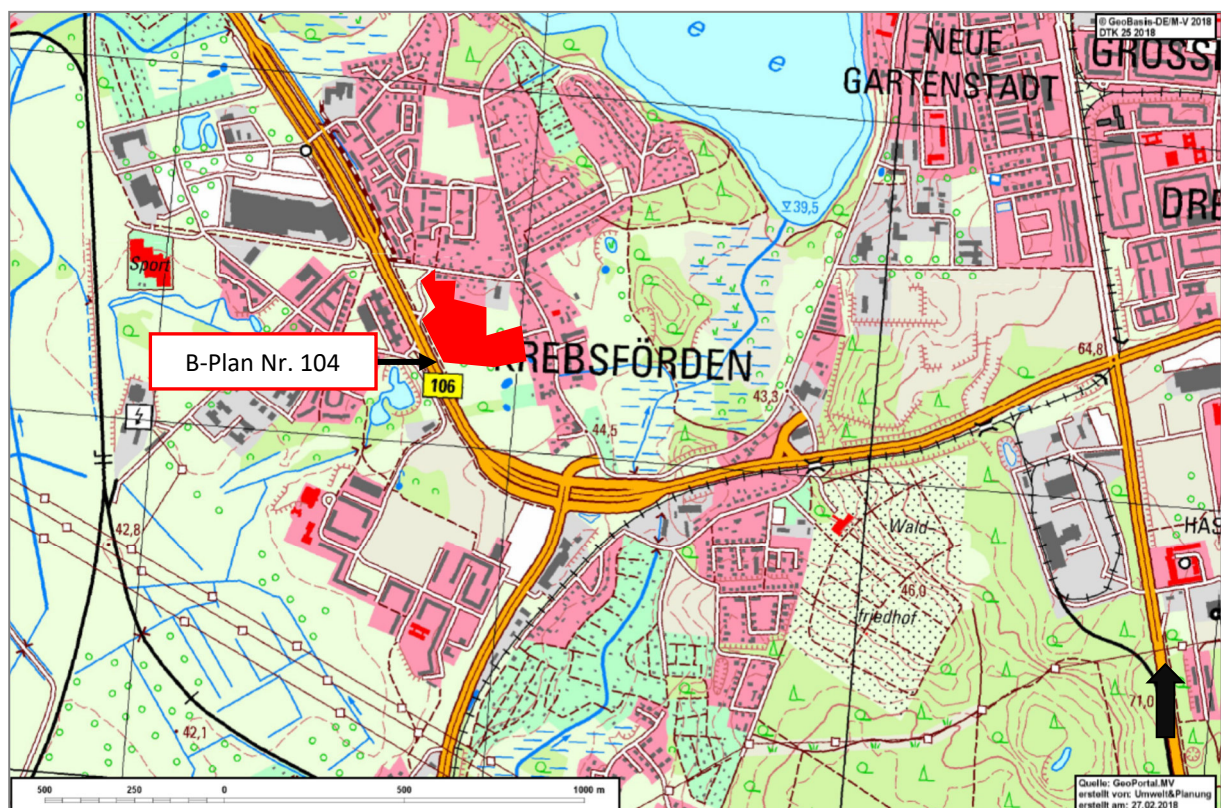 © GeoBasis-DE/M-V 2018
DTK 25 2018
NEUE
GARTENSTADT
GROSS
DRE
39,5
Sport
B-Plan Nr. 104
KREBSFÖRDEN
106
64,8
43,3
44,5
Wald-
friedhof
46,0
HAS
42,8
42,1
71,0
500 250 0 500 1000 m
Quelle: GeoPortal.MV
erstellt von: Umwelt&Planung
erstellt am: 27.02.2018